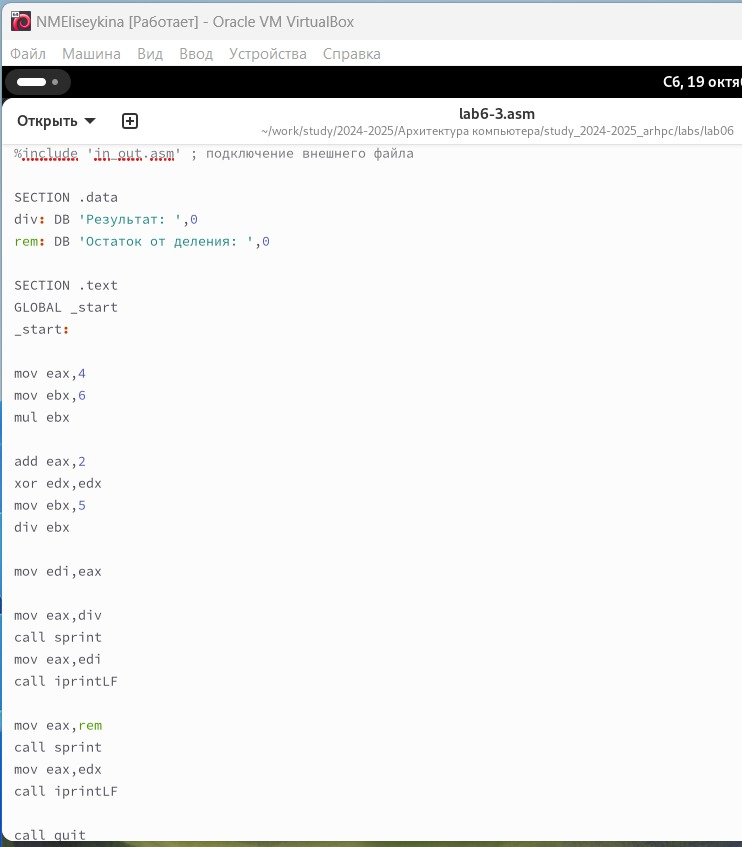 NMEliseykina [Работает] - Oracle VM VirtualBox
Файл Машина Вид Ввод Устройства Справка
Сб, 19 октя
Открыть
lab6-3.asm
~/work/study/2024-2025/Архитектура компьютера/study_2024-2025_arhpc/labs/lab06
%include 'in_out.asm' ; подключение внешнего файла
SECTION .data
div: DB 'Результат: ',0
rem: DB 'Остаток от деления: ',0
SECTION .text
GLOBAL _start
_start:
mov eax,4
mov ebx,6
mul ebx
add eax,2
xor edx,edx
mov ebx,5
div ebx
mov edi,eax
mov eax,div
call sprint
mov eax,edi
call iprintLF
mov eax,rem
call sprint
mov eax,edx
call iprintLF
call quit